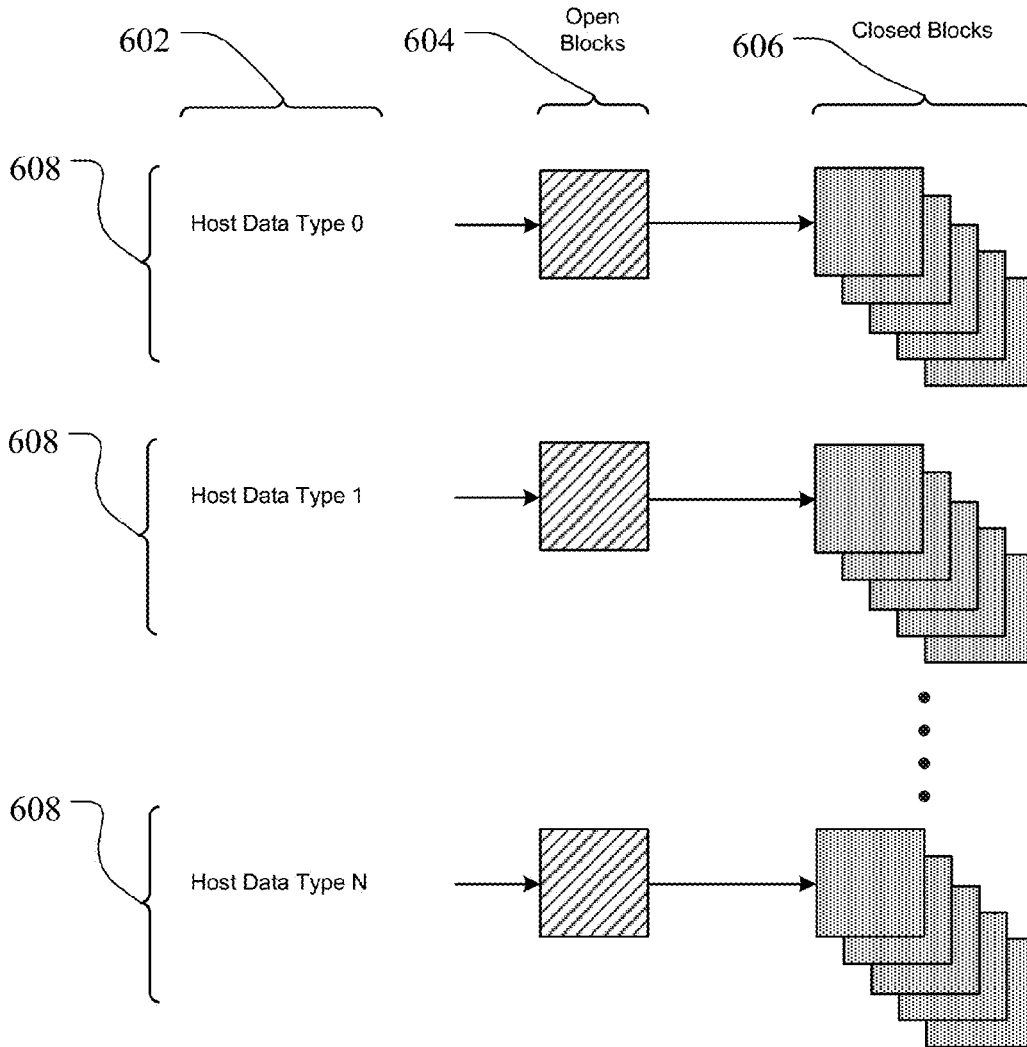 602
604
Open
Blocks
606
Closed Blocks
608
Host Data Type 0
608
Host Data Type 1
608
Host Data Type N